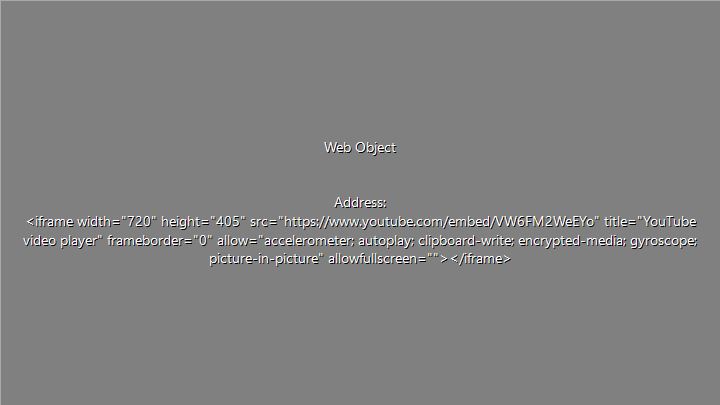 Web Object
Address:
<iframe width="720" height="405" src="https://www.youtube.com/embed/VW6FM2WeEYo" title="YouTube
video player" frameborder="0" allow="accelerometer; autoplay; clipboard-write; encrypted-media; gyroscope;
picture-in-picture" allowfullscreen=""></iframe>